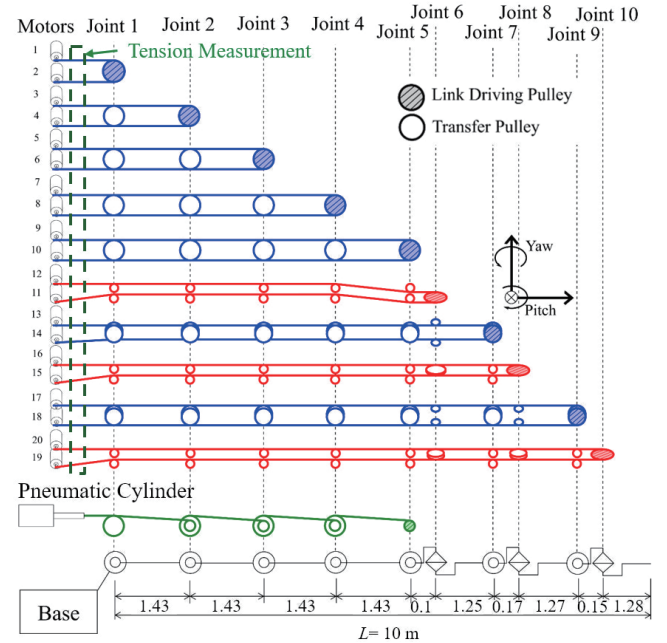 Motors Joint 1 Joint 2 Joint 3 Joint 4 Joint 5 Joint 6 Joint 7 Joint 8 Joint 9 Joint 10
Tension Measurement
1
2
3
4
5
6
7
8
10
12
11
14
16
15
17
18
20
19
Link Driving Pulley
Transfer Pulley
Yaw
Pitch
Pneumatic Cylinder
Base
1.43 1.43 1.43 1.43 0.1 1.25 0.17 1.27 0.15 1.28
L= 10 m